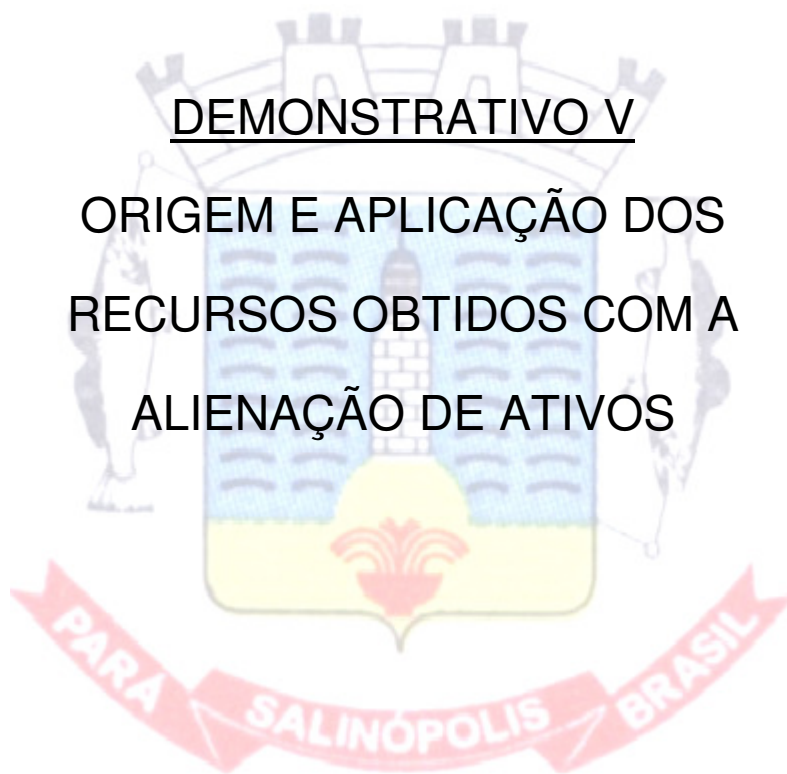 DEMONSTRATIVO V
ORIGEM E APLICAÇÃO DOS
RECURSOS OBTIDOS COM A
ALIENAÇÃO DE ATIVOS
PARÁ
SALINÓPOLIS
BRASIL